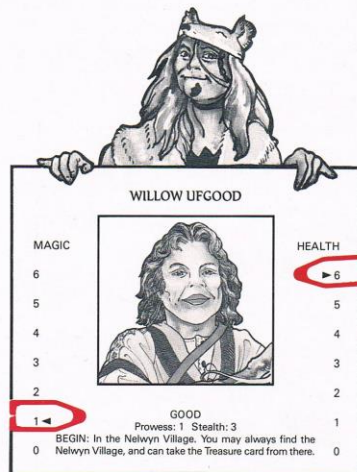 WILLOW UFGOOD
MAGIC
6
5
4
3
2
1 ◄
0
HEALTH
► 6
5
4
3
2
1
0
GOOD
Prowess: 1 Stealth: 3
BEGIN: In the Nelwyn Village. You may always find the
Nelwyn Village, and can take the Treasure card from there.